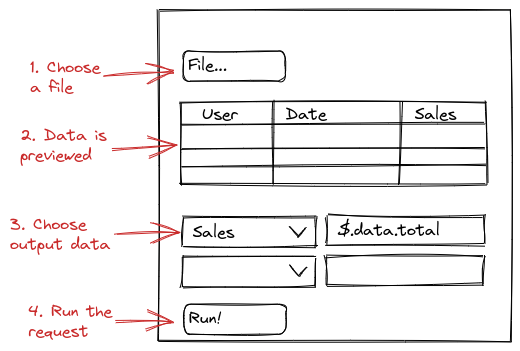 1. Choose
a file
File...
User Date Sales
2. Data is
previewed
3. Choose
output data
Sales $.data.total
4. Run the
request
Run!